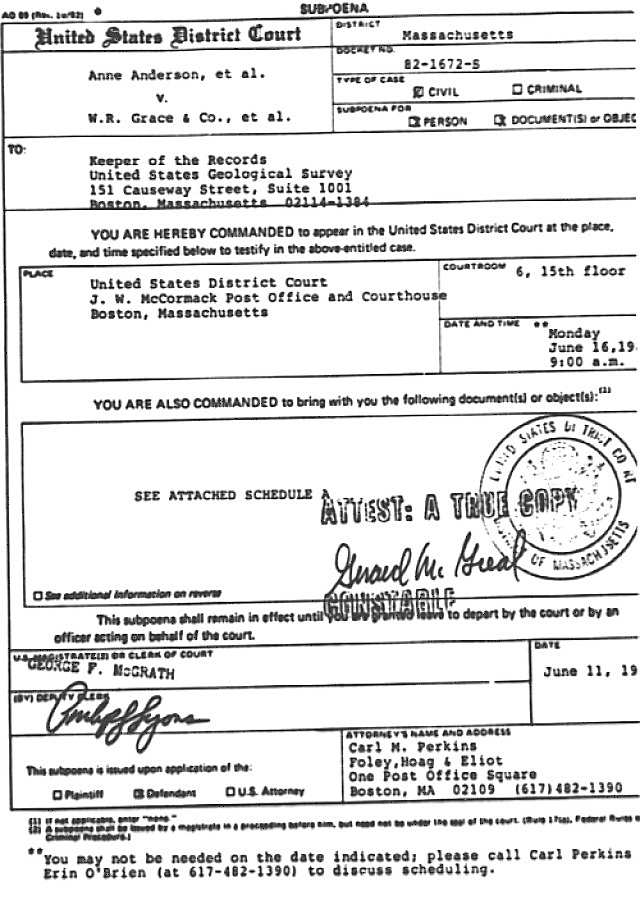 AO 89 (Rev. 10/82)
SUBPOENA
United States District Court
DISTRICT
Massachusetts
DOCKET NO.
82-1672-S
Anne Anderson, et al.
v.
W.R. Grace & Co., et al.
TYPE OF CASE
CIVIL
CRIMINAL
SUBPOENA FOR
PERSON
DOCUMENT(S) or OBJEC
TO:
Keeper of the Records
United States Geological Survey
151 Causeway Street, Suite 1001
Boston, Massachusetts 02114-1384
YOU ARE HEREBY COMMANDED to appear in the United States District Court at the place,
date, and time specified below to testify in the above-entitled case.
PLACE
United States District Court
J. W. McCormack Post Office and Courthouse
Boston, Massachusetts
COURTROOM
6, 15th floor
DATE AND TIME **
Monday
June 16,19
9:00 a.m.
YOU ARE ALSO COMMANDED to bring with you the following document(s) or object(s):(1)
SEE ATTACHED SCHEDULE
ATTEST: A TRUE COPY
CONSTABLE
OF MASSACHUSETTS
See additional information on reverse
This subpoena shall remain in effect until you are granted leave to depart by the court or by an
officer acting on behalf of the court.
U.S. MAGISTRATE(2) OR CLERK OF COURT
GEORGE F. McGRATH
DATE
June 11, 19
(BY) DEPUTY CLERK
This subpoena is issued upon application of the:
Plaintiff
Defendant
U.S. Attorney
ATTORNEY'S NAME AND ADDRESS
Carl M. Perkins
Foley,Hoag & Eliot
One Post Office Square
Boston, MA 02109 (617)482-1390
(1) If not applicable, enter "none."
(2) A subpoena shall be issued by a magistrate in a proceeding before him, but need not be under the seal of the court. (Rule 17(a), Federal Rules of
Criminal Procedure.)
**You may not be needed on the date indicated; please call Carl Perkins
Erin O'Brien (at 617-482-1390) to discuss scheduling.